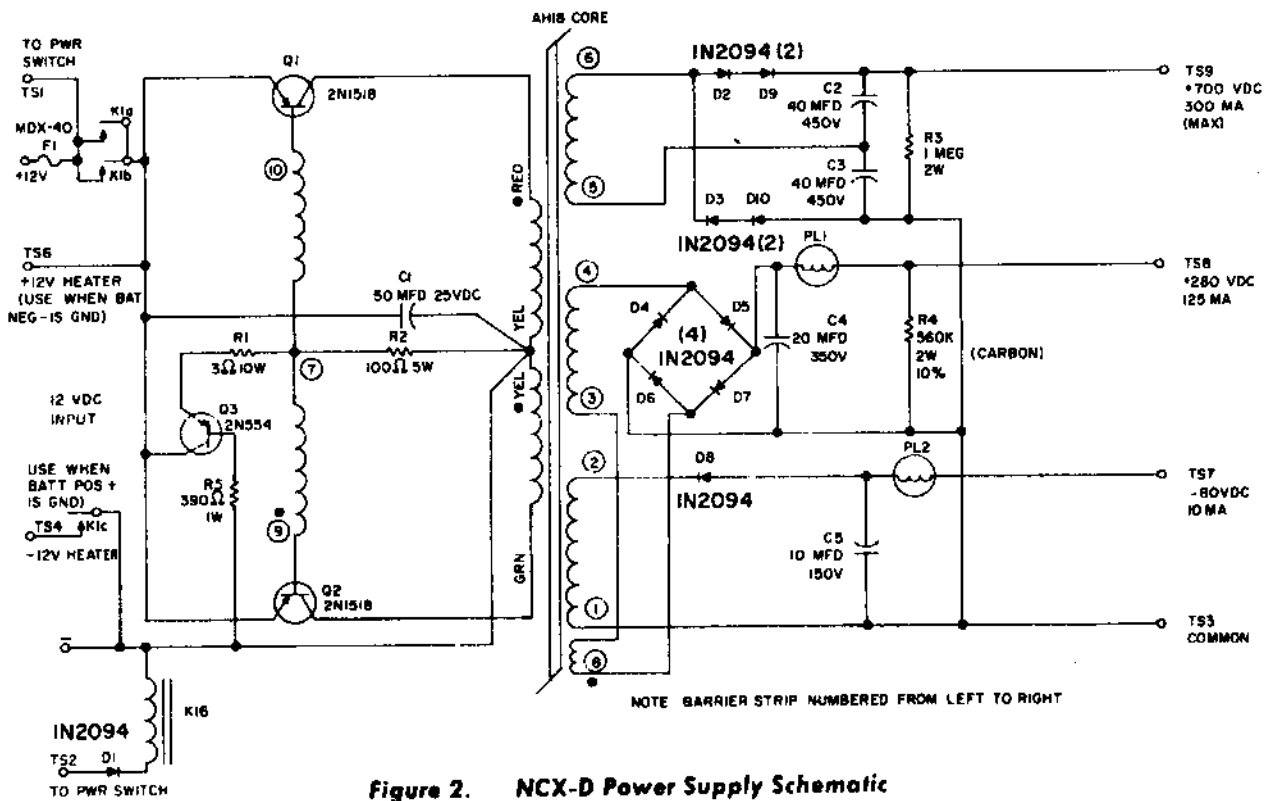 AH18 CORE
TO PWR
SWITCH
TS1
MDX-40
F1
+12V
K1a
K1b
Q1
2N1518
10
RED
6
5
IN2094 (2)
D2
D9
C2
40 MFD
450V
C3
40 MFD
450V
R3
1 MEG
2W
TS9
+700 VDC
300 MA
(MAX)
D3
D10
IN2094 (2)
TS6
+12V HEATER
(USE WHEN BAT
NEG-IS GND)
C1
50 MFD 25VDC
YEL
YEL
R1
3Ω 10W
7
R2
100Ω 5W
4
3
D4
D5
(4)
IN2094
D6
D7
PL1
C4
20 MFD
350V
R4
560K
2W
10%
(CARBON)
TS8
+280 VDC
125 MA
12 VDC
INPUT
Q3
2N554
R5
390Ω
1W
9
USE WHEN
BATT POS +
IS GND)
TS4
K1c
-12V HEATER
Q2
2N1518
GRN
2
D8
IN2094
PL2
C5
10 MFD
150V
TS7
-80VDC
10 MA
1
8
TS3
COMMON
-
K16
IN2094
TS2
D1
TO PWR SWITCH
NOTE BARRIER STRIP NUMBERED FROM LEFT TO RIGHT
Figure 2. NCX-D Power Supply Schematic